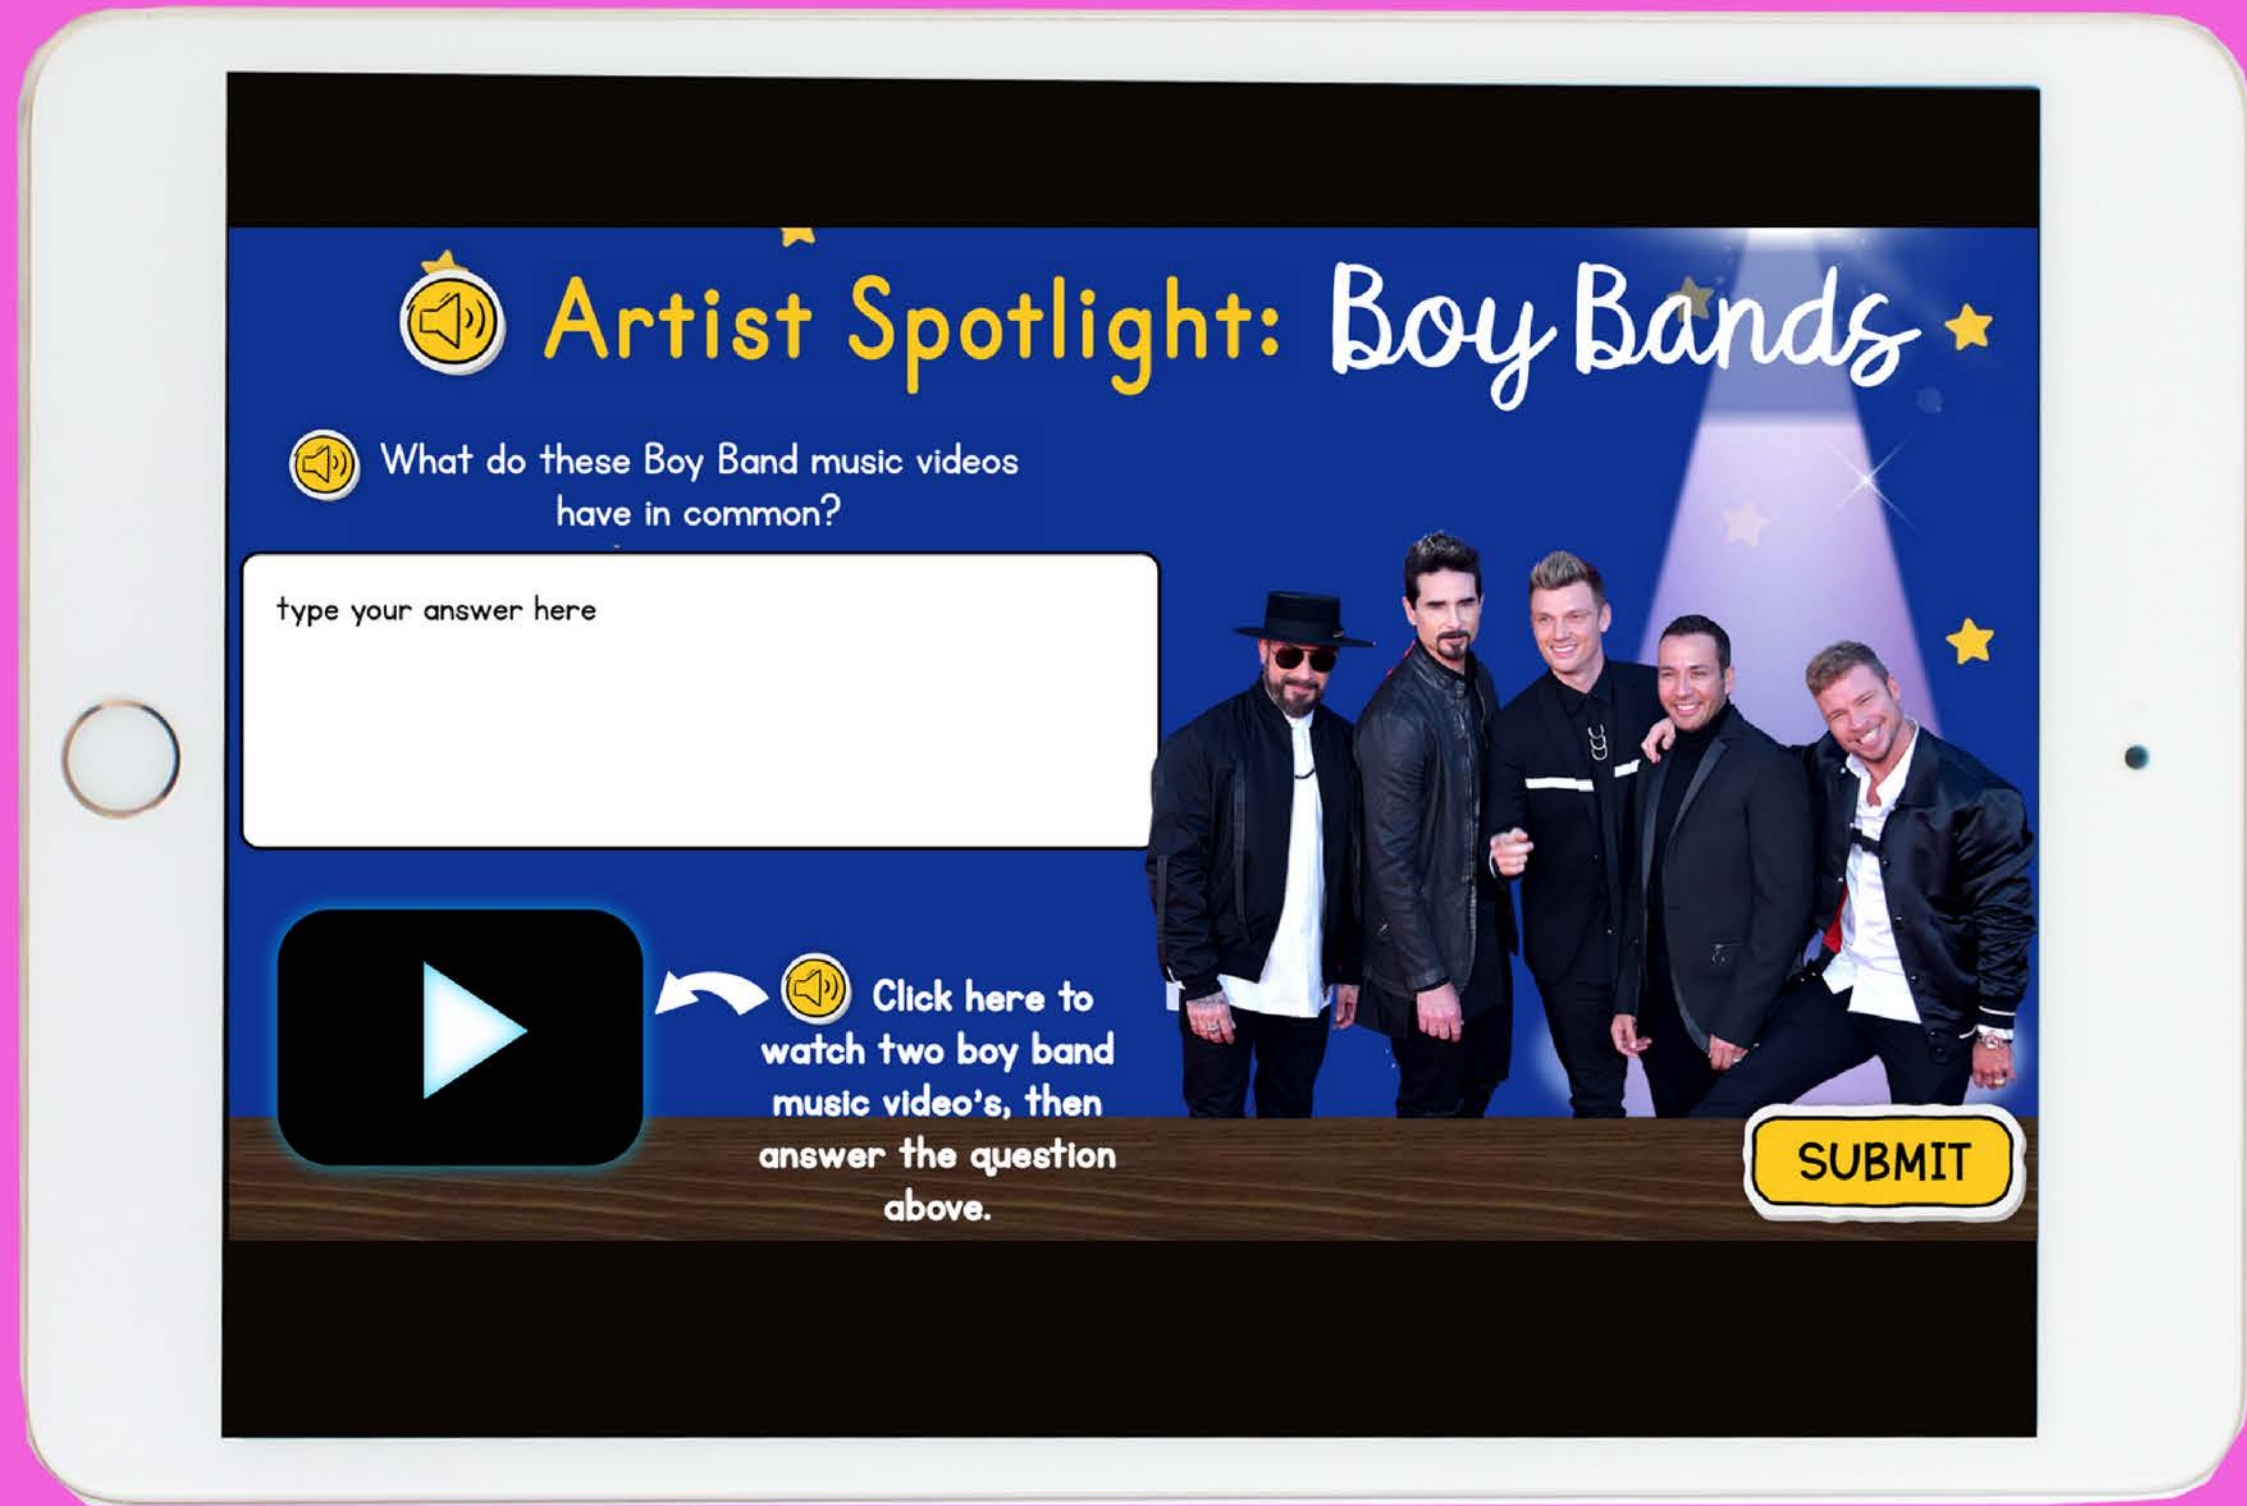 Artist Spotlight: Boy Bands
What do these Boy Band music videos
have in common?
type your answer here
Click here to
watch two boy band
music video's, then
answer the question
above.
SUBMIT